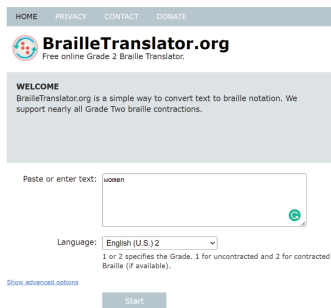 HOME PRIVACY CONTACT DONATE
BrailleTranslator.org
Free online Grade 2 Braille Translator.
WELCOME
BrailleTranslator.org is a simple way to convert text to braille notation. We
support nearly all Grade Two braille contractions.
Paste or enter text: women
Language: English (U.S.) 2
1 or 2 specifies the Grade. 1 for uncontracted and 2 for contracted
Braille (if available).
Show advanced options
Start